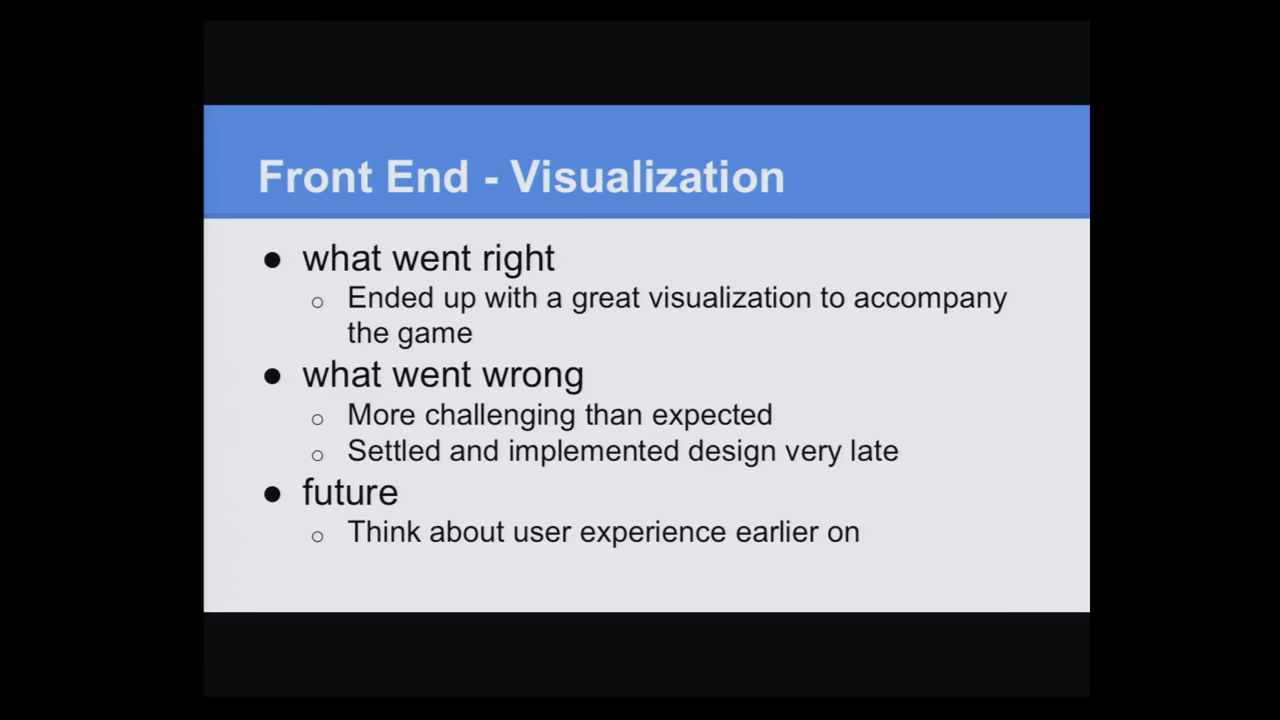 Front End - Visualization
● what went right
○ Ended up with a great visualization to accompany
the game
● what went wrong
○ More challenging than expected
○ Settled and implemented design very late
● future
○ Think about user experience earlier on